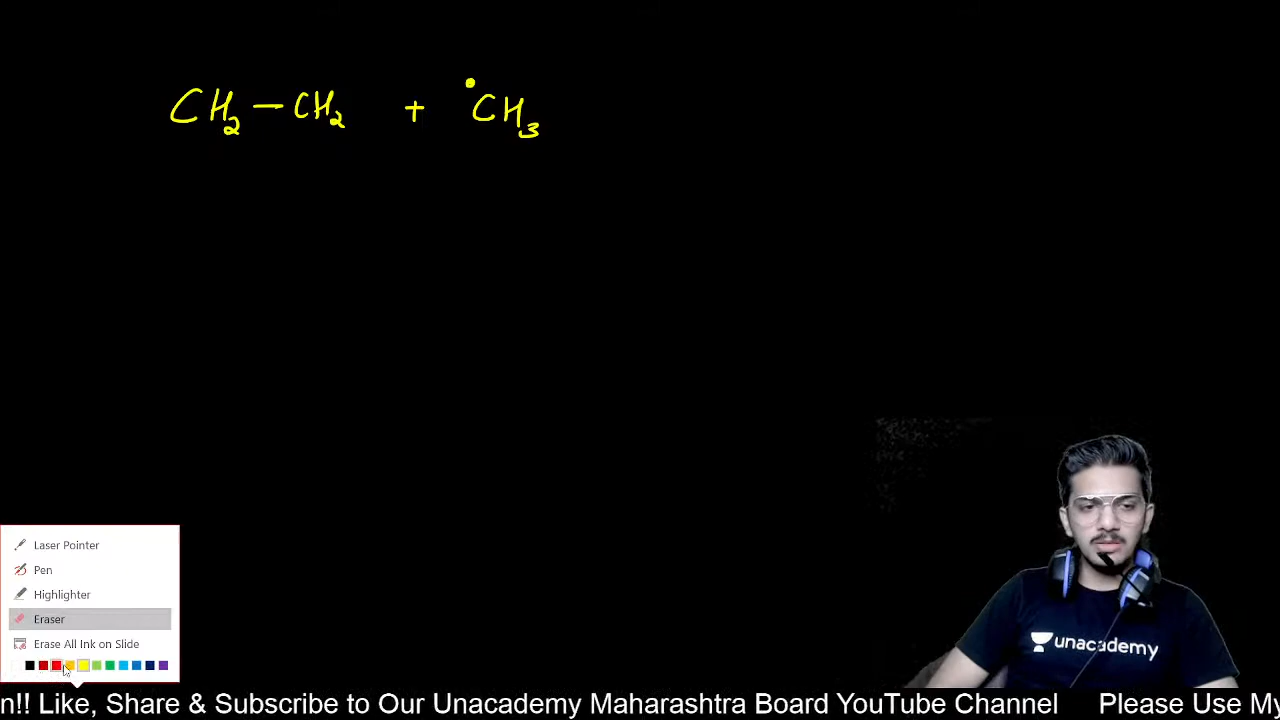 CH₂ — CH₂ + •CH₃
Laser Pointer
Pen
Highlighter
Eraser
Erase All Ink on Slide
unacademy
n!! Like, Share & Subscribe to Our Unacademy Maharashtra Board YouTube Channel Please Use My